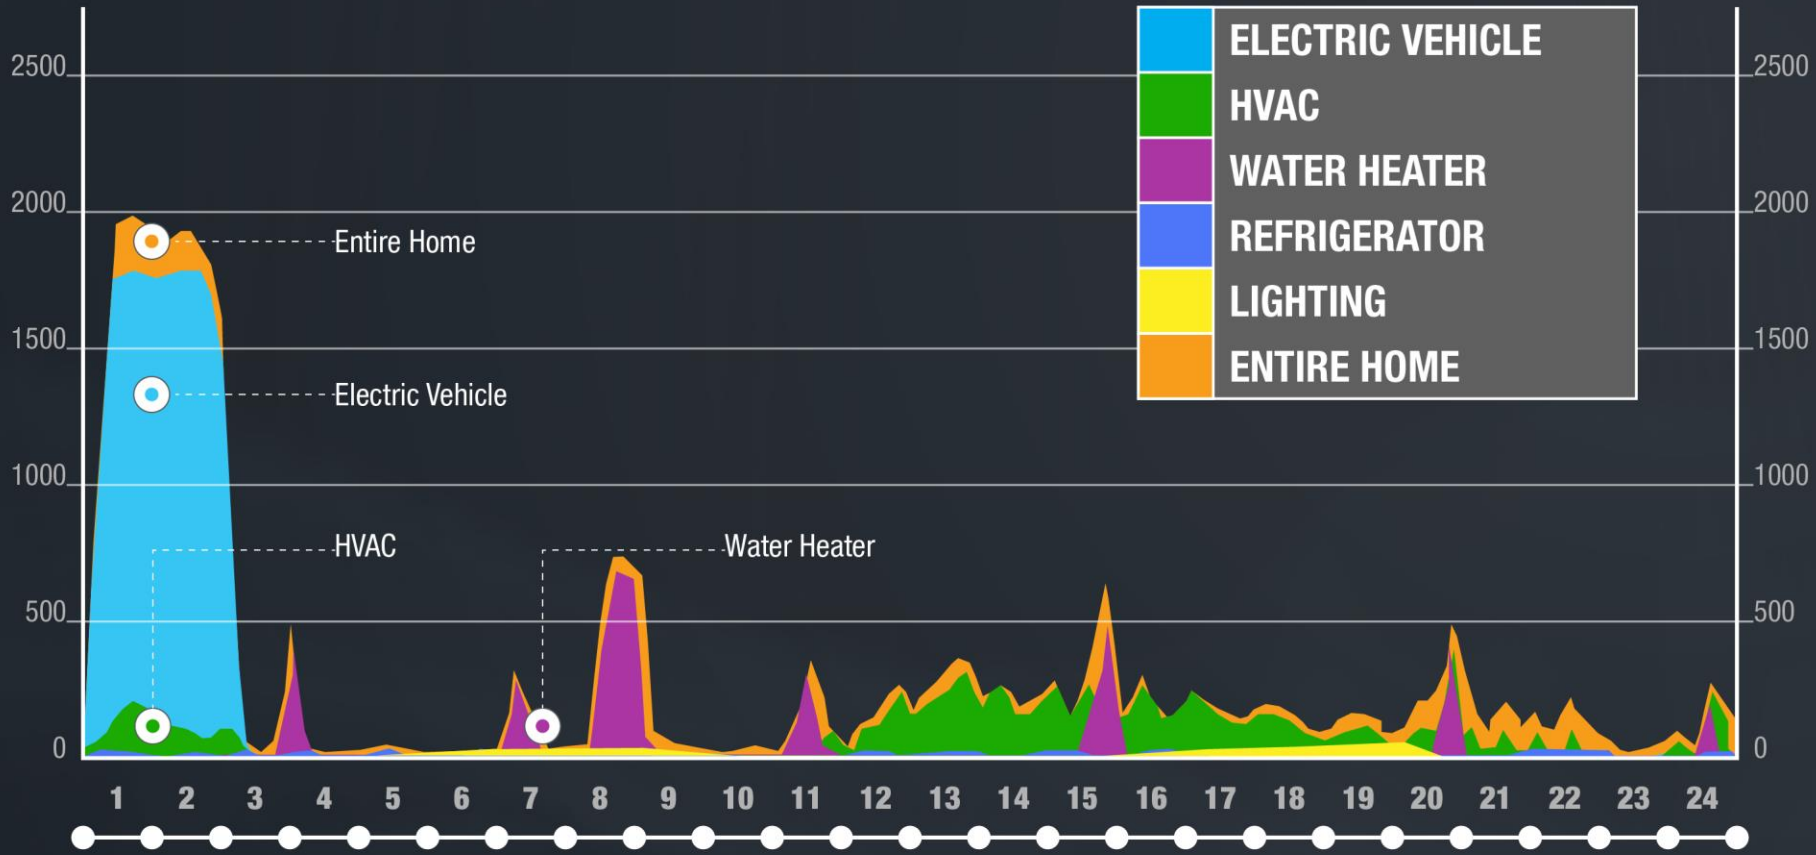 ELECTRIC VEHICLE
HVAC
WATER HEATER
REFRIGERATOR
LIGHTING
ENTIRE HOME
2500 2500
2000 2000
Entire Home
1500 1500
Electric Vehicle
1000 1000
HVAC Water Heater
500 500
0 0
1 2 3 4 5 6 7 8 9 10 11 12 13 14 15 16 17 18 19 20 21 22 23 24